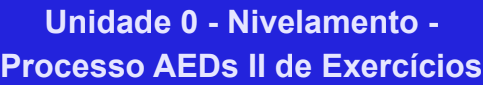 Unidade 0 - Nivelamento -
Processo AEDs II de Exercícios